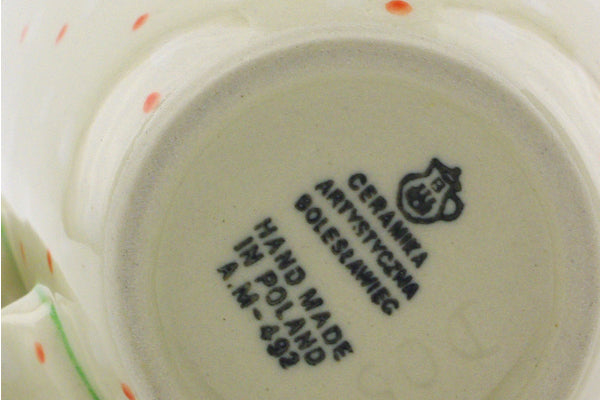 CERAMIKA
ARTYSTYCZNA
BOLESŁAWIEC
HAND MADE
IN POLAND
A.M-492